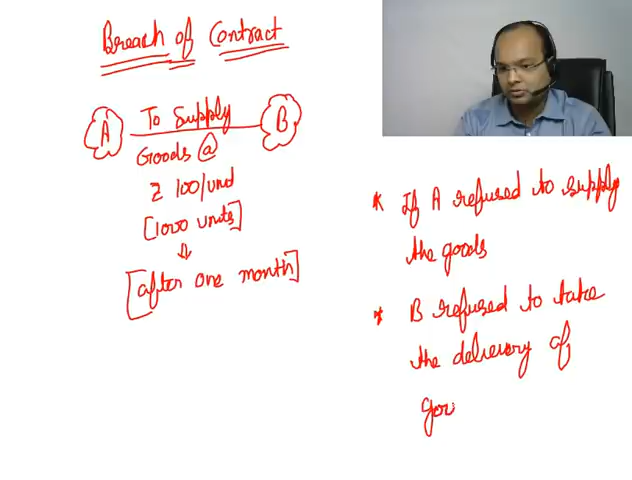 Breach of Contract
A To Supply B
Goods @
₹ 100/unit
[1000 units]
[after one month]
* If A refused to supply
the goods
* B refused to take
the delivery of
goo